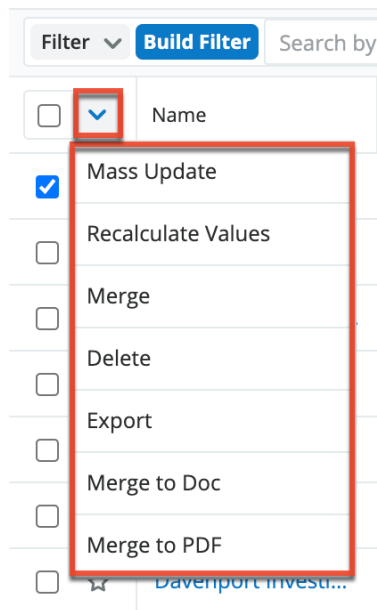 Filter Build Filter Search by
Name
Mass Update
Recalculate Values
Merge
Delete
Export
Merge to Doc
Merge to PDF
Davenport Investi...